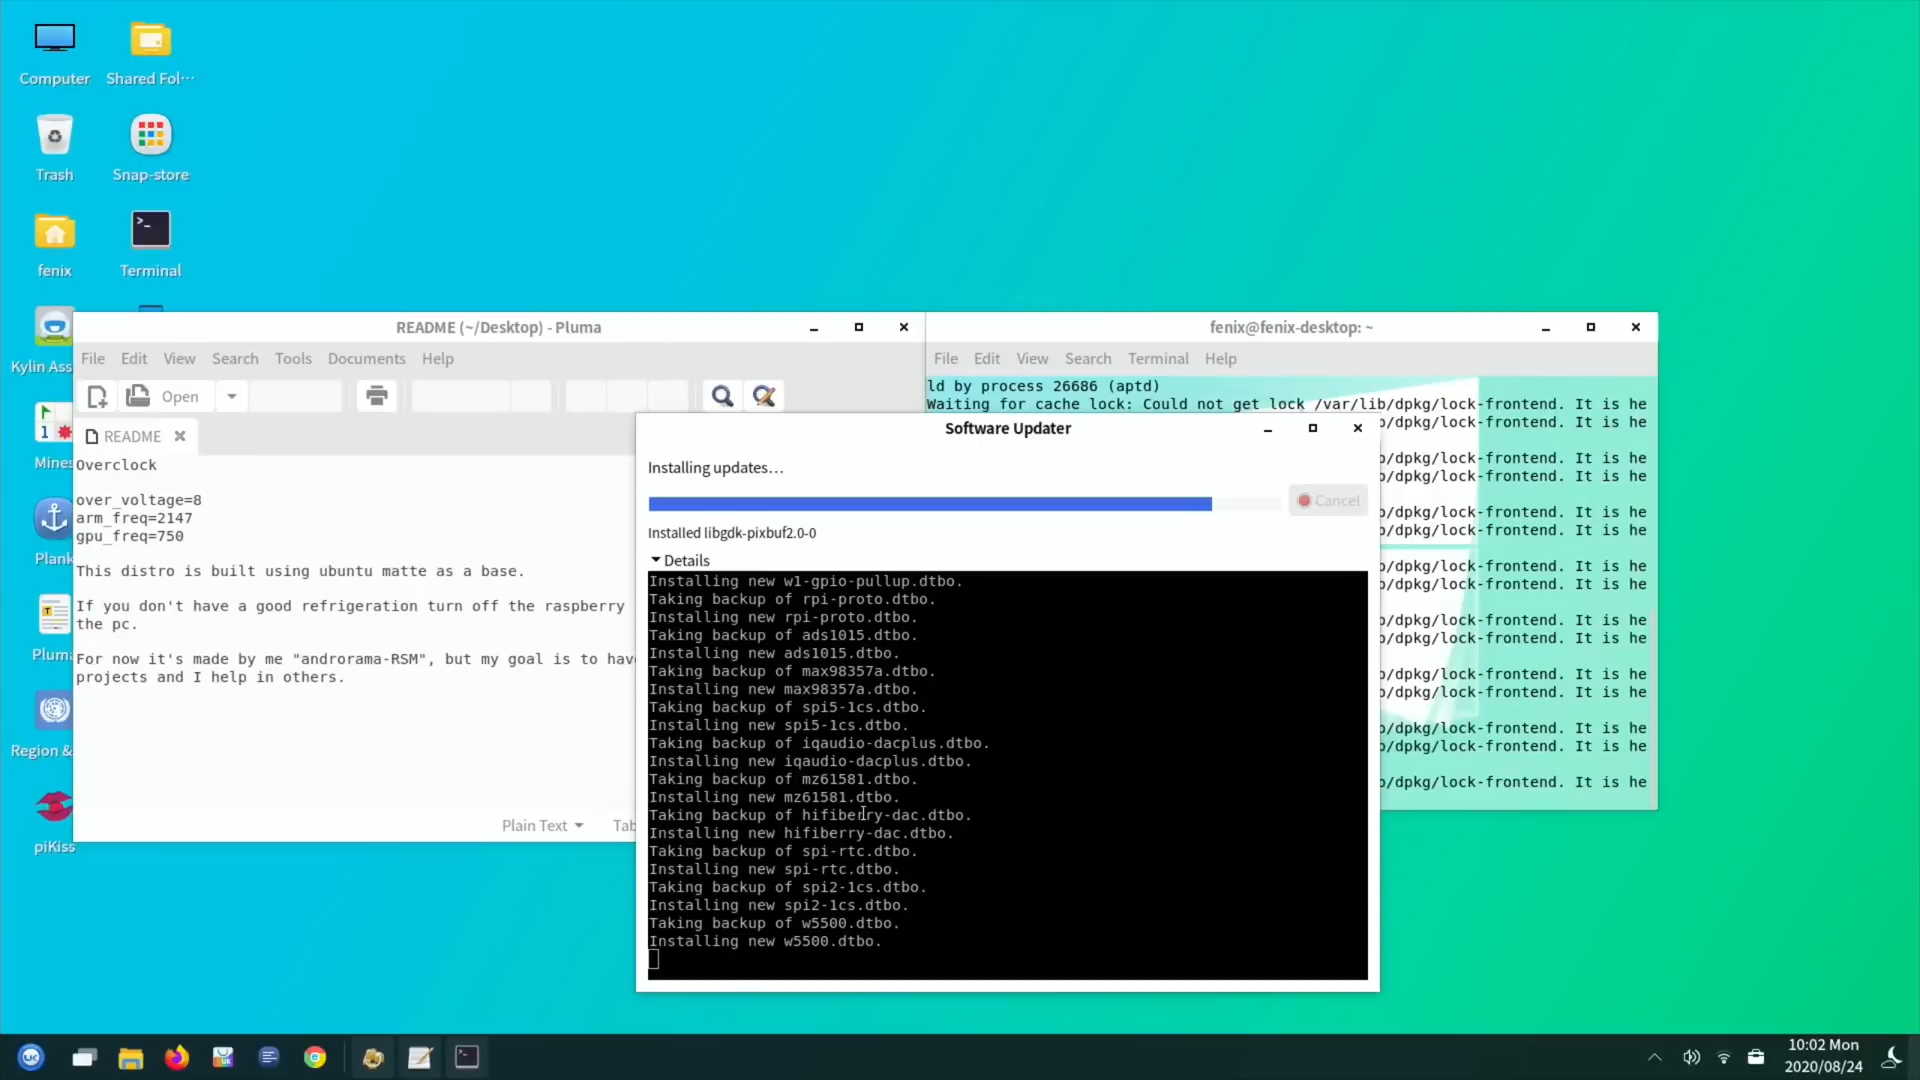 Computer
Shared Fol···
Trash
Snap-store
fenix
Terminal
Kylin Ass
Mines
Plank
Pluma
Region &
piKiss
README (~/Desktop) - Pluma
File Edit View Search Tools Documents Help
Open
README
Overclock
over_voltage=8
arm_freq=2147
gpu_freq=750
This distro is built using ubuntu matte as a base.
If you don't have a good refrigeration turn off the raspberry
the pc.
For now it's made by me "androrama-RSM", but my goal is to have
projects and I help in others.
Plain Text
Tab
fenix@fenix-desktop: ~
File Edit View Search Terminal Help
ld by process 26686 (aptd)
Waiting for cache lock: Could not get lock /var/lib/dpkg/lock-frontend. It is he
/dpkg/lock-frontend. It is he
/dpkg/lock-frontend. It is he
/dpkg/lock-frontend. It is he
/dpkg/lock-frontend. It is he
/dpkg/lock-frontend. It is he
/dpkg/lock-frontend. It is he
/dpkg/lock-frontend. It is he
/dpkg/lock-frontend. It is he
/dpkg/lock-frontend. It is he
/dpkg/lock-frontend. It is he
/dpkg/lock-frontend. It is he
/dpkg/lock-frontend. It is he
/dpkg/lock-frontend. It is he
/dpkg/lock-frontend. It is he
Software Updater
Installing updates…
Cancel
Installed libgdk-pixbuf2.0-0
Details
Installing new w1-gpio-pullup.dtbo.
Taking backup of rpi-proto.dtbo.
Installing new rpi-proto.dtbo.
Taking backup of ads1015.dtbo.
Installing new ads1015.dtbo.
Taking backup of max98357a.dtbo.
Installing new max98357a.dtbo.
Taking backup of spi5-1cs.dtbo.
Installing new spi5-1cs.dtbo.
Taking backup of iqaudio-dacplus.dtbo.
Installing new iqaudio-dacplus.dtbo.
Taking backup of mz61581.dtbo.
Installing new mz61581.dtbo.
Taking backup of hifiberry-dac.dtbo.
Installing new hifiberry-dac.dtbo.
Taking backup of spi-rtc.dtbo.
Installing new spi-rtc.dtbo.
Taking backup of spi2-1cs.dtbo.
Installing new spi2-1cs.dtbo.
Taking backup of w5500.dtbo.
Installing new w5500.dtbo.
10:02 Mon
2020/08/24